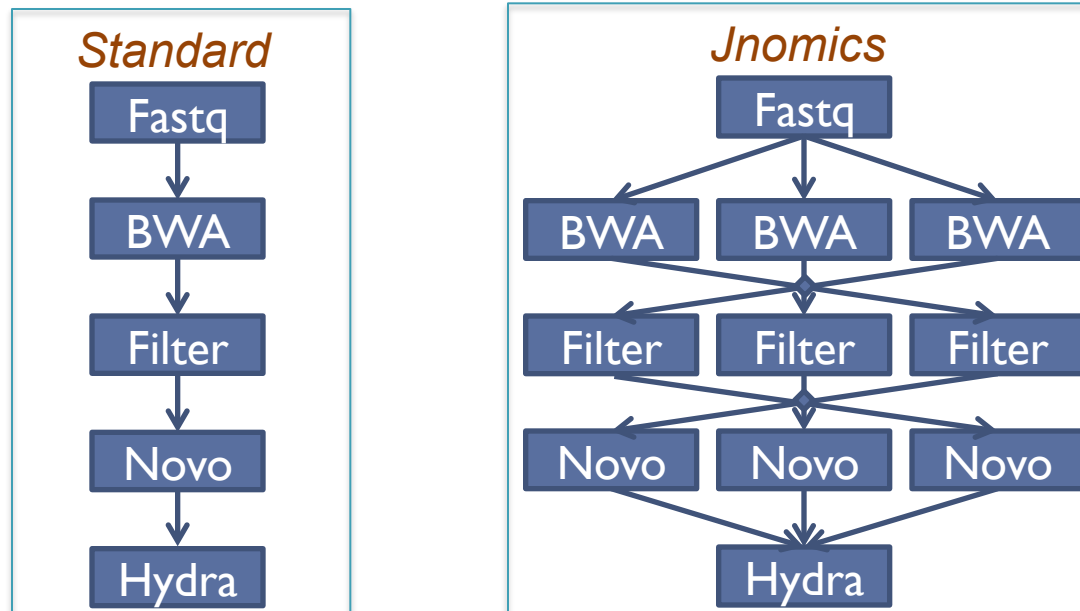 Standard
Fastq
BWA
Filter
Novo
Hydra
Jnomics
Fastq
BWA BWA BWA
Filter Filter Filter
Novo Novo Novo
Hydra